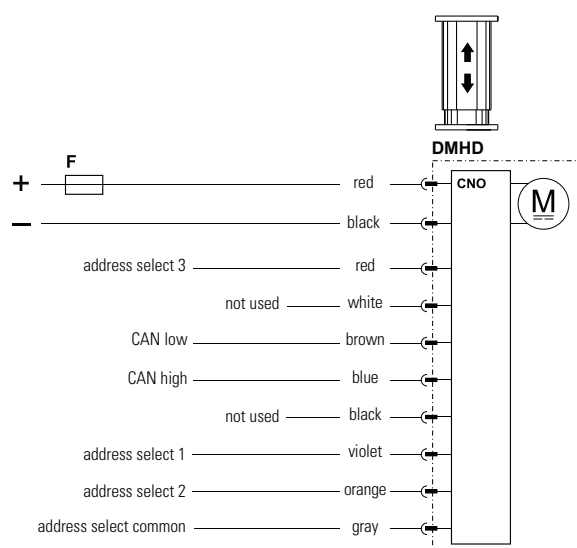 DMHD
F
+ red CNO
M
− black
address select 3 red
not used white
CAN low brown
CAN high blue
not used black
address select 1 violet
address select 2 orange
address select common gray